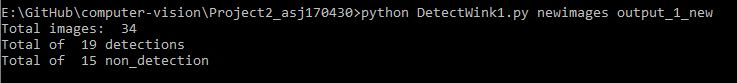 E:\GitHub\computer-vision\Project2_asj170430>python DetectWink1.py newimages output_1_new
Total images:  34
Total of  19 detections
Total of  15 non_detection